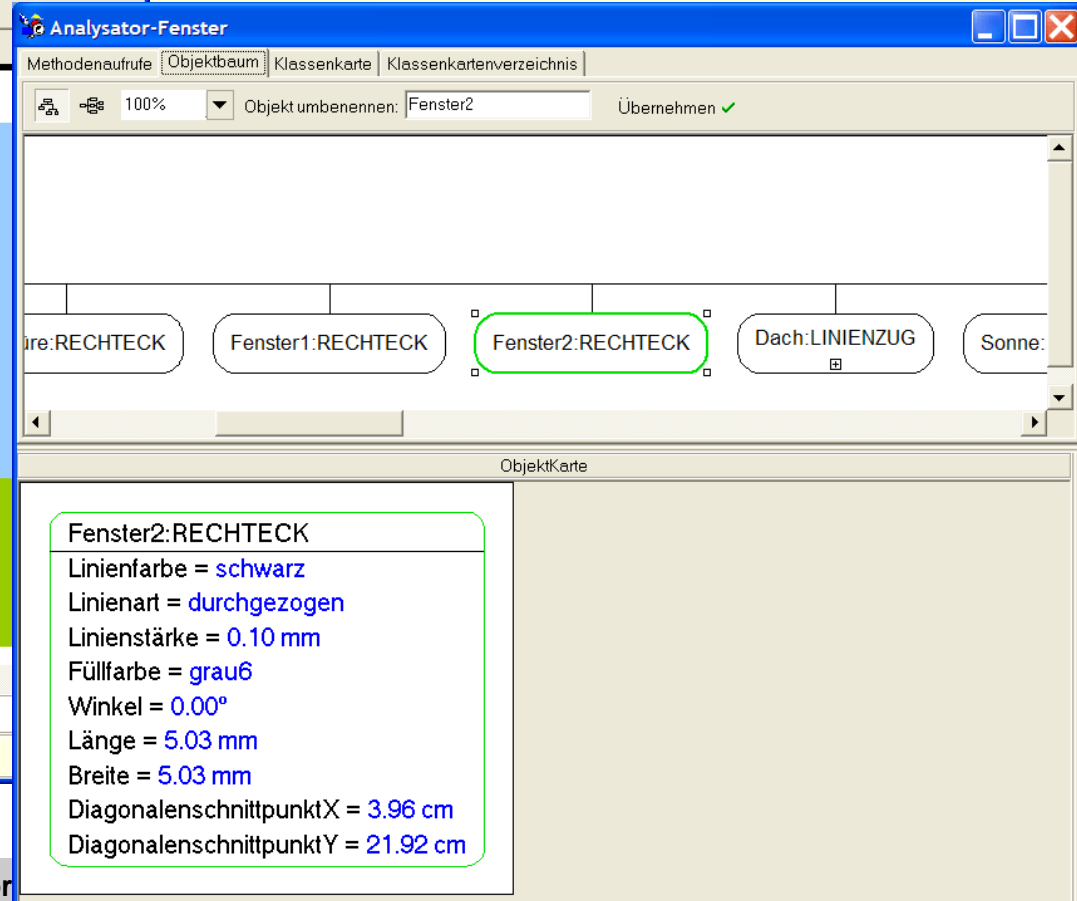 Analysator-Fenster
Methodenaufrufe Objektbaum Klassenkarte Klassenkartenverzeichnis
100% Objekt umbenennen: Fenster2 Übernehmen
üre:RECHTECK Fenster1:RECHTECK Fenster2:RECHTECK Dach:LINIENZUG Sonne:
ObjektKarte
Fenster2:RECHTECK
Linienfarbe = schwarz
Linienart = durchgezogen
Linienstärke = 0.10 mm
Füllfarbe = grau6
Winkel = 0.00°
Länge = 5.03 mm
Breite = 5.03 mm
DiagonalenschnittpunktX = 3.96 cm
DiagonalenschnittpunktY = 21.92 cm